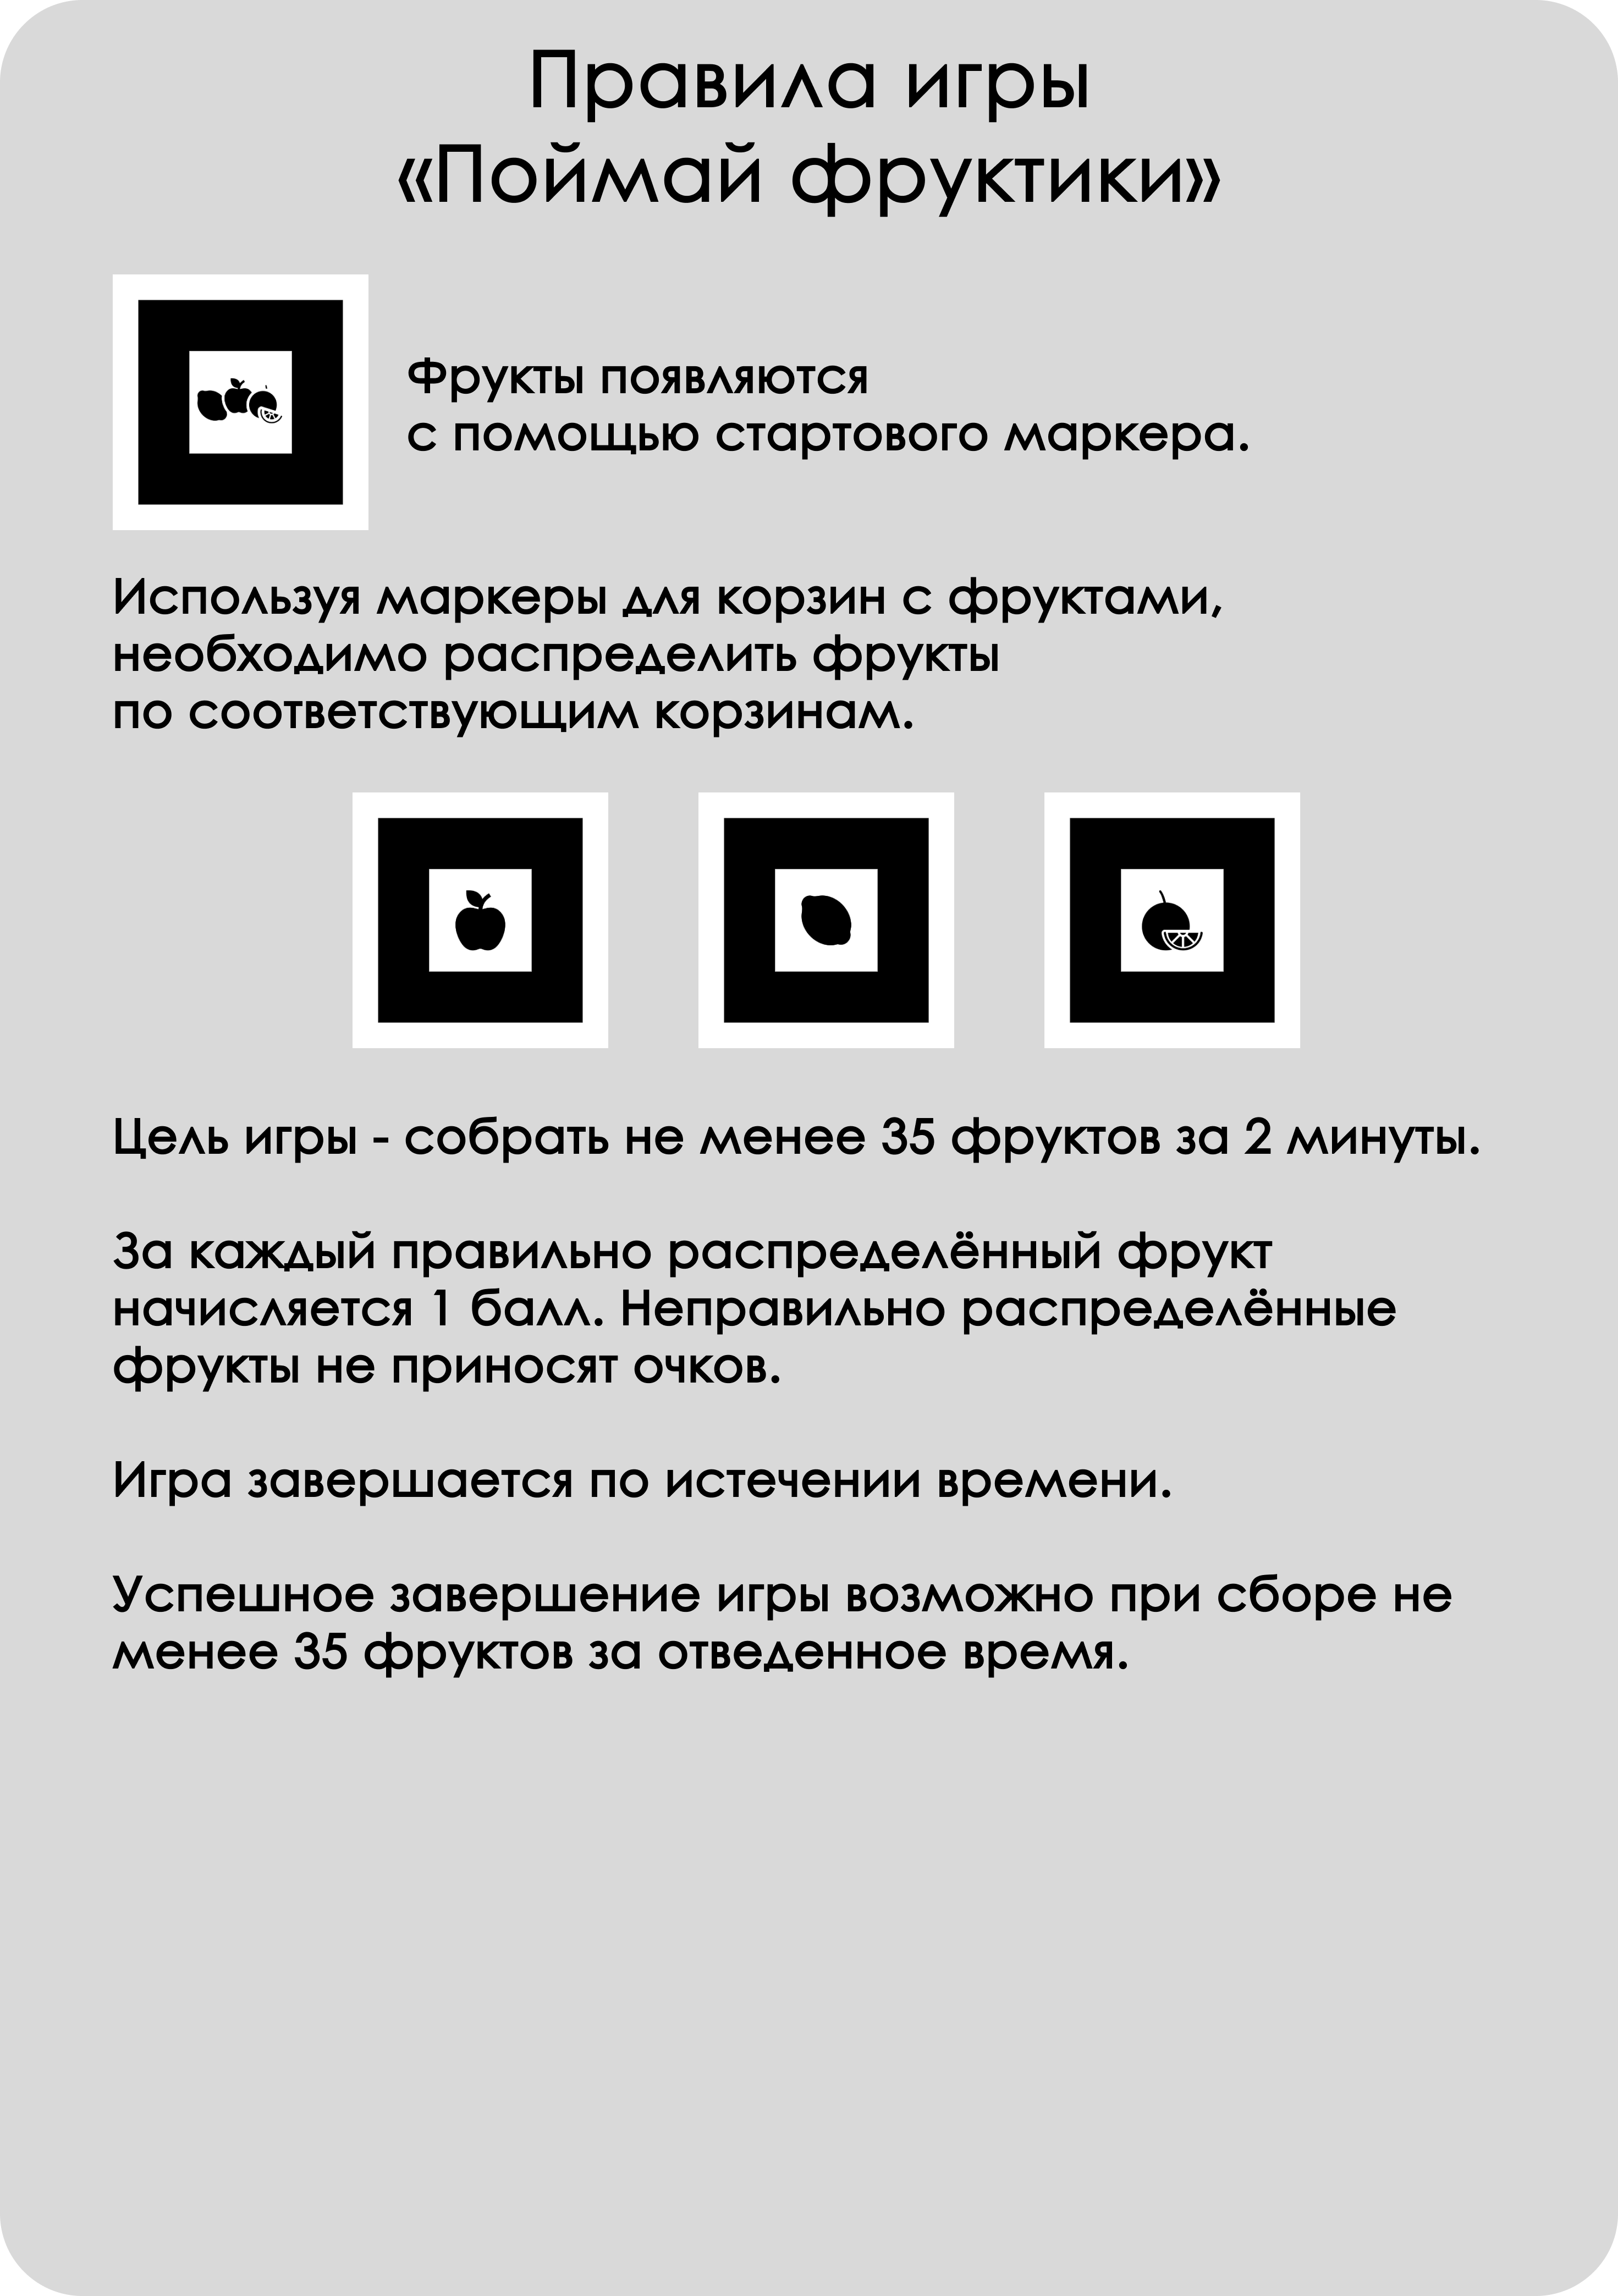 Правила игры
«Поймай фруктики»
Фрукты появляются
с помощью стартового маркера.
Используя маркеры для корзин с фруктами,
необходимо распределить фрукты
по соответствующим корзинам.
Цель игры - собрать не менее 35 фруктов за 2 минуты.
За каждый правильно распределённый фрукт
начисляется 1 балл. Неправильно распределённые
фрукты не приносят очков.
Игра завершается по истечении времени.
Успешное завершение игры возможно при сборе не
менее 35 фруктов за отведенное время.